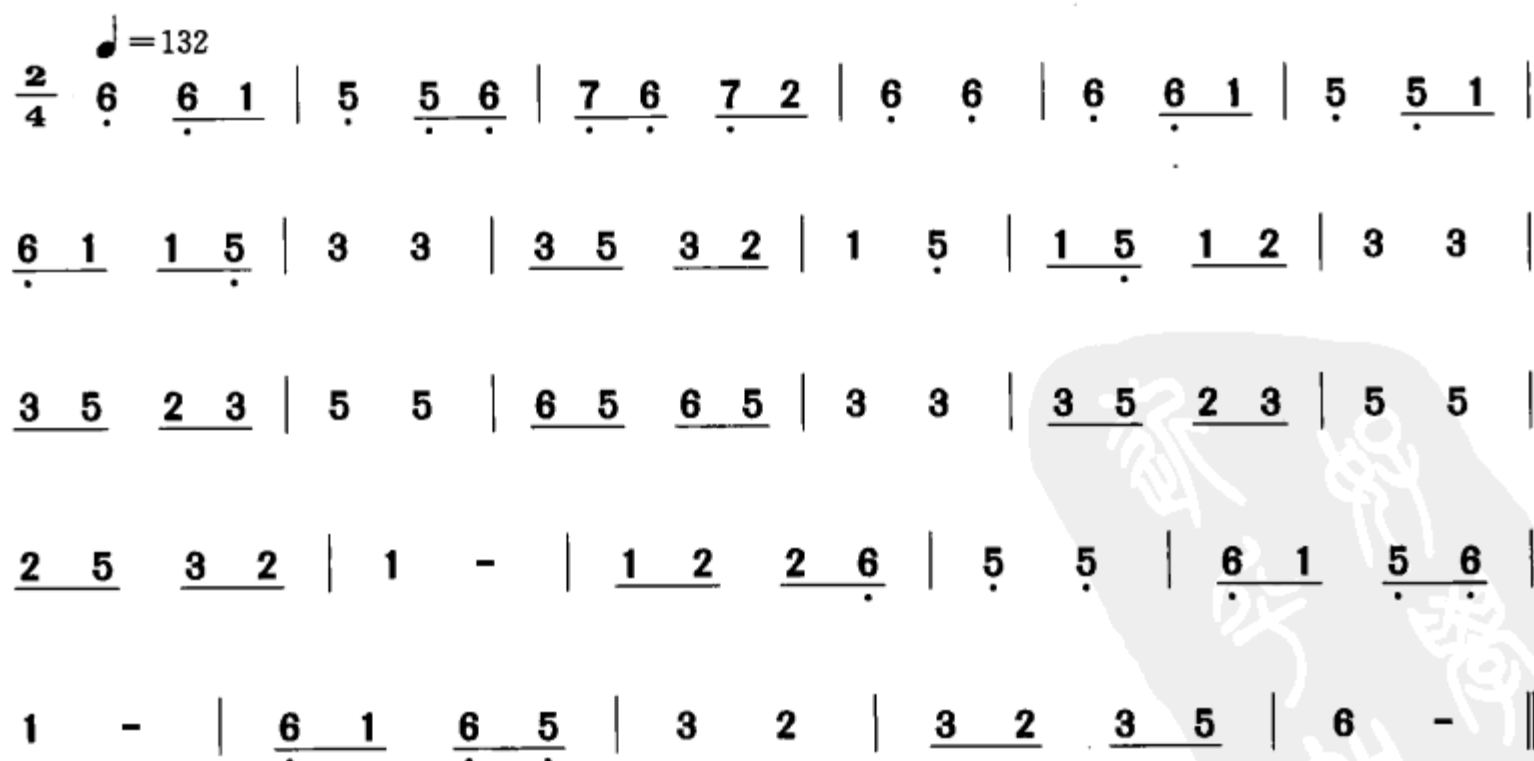 ♩=132
2/4 6̣ 6̣ 1 | 5̣ 5̣ 6̣ | 7̣ 6̣ 7̣ 2 | 6̣ 6̣ | 6̣ 6̣ 1 | 5̣ 5̣ 1 |
6̣ 1 1 5̣ | 3 3 | 3 5 3 2 | 1 5̣ | 1 5̣ 1 2 | 3 3 |
3 5 2 3 | 5 5 | 6 5 6 5 | 3 3 | 3 5 2 3 | 5 5 |
2 5 3 2 | 1 - | 1 2 2 6̣ | 5̣ 5̣ | 6̣ 1 5̣ 6̣ |
1 - | 6̣ 1 6̣ 5̣ | 3 2 | 3 2 3 5 | 6 - ‖